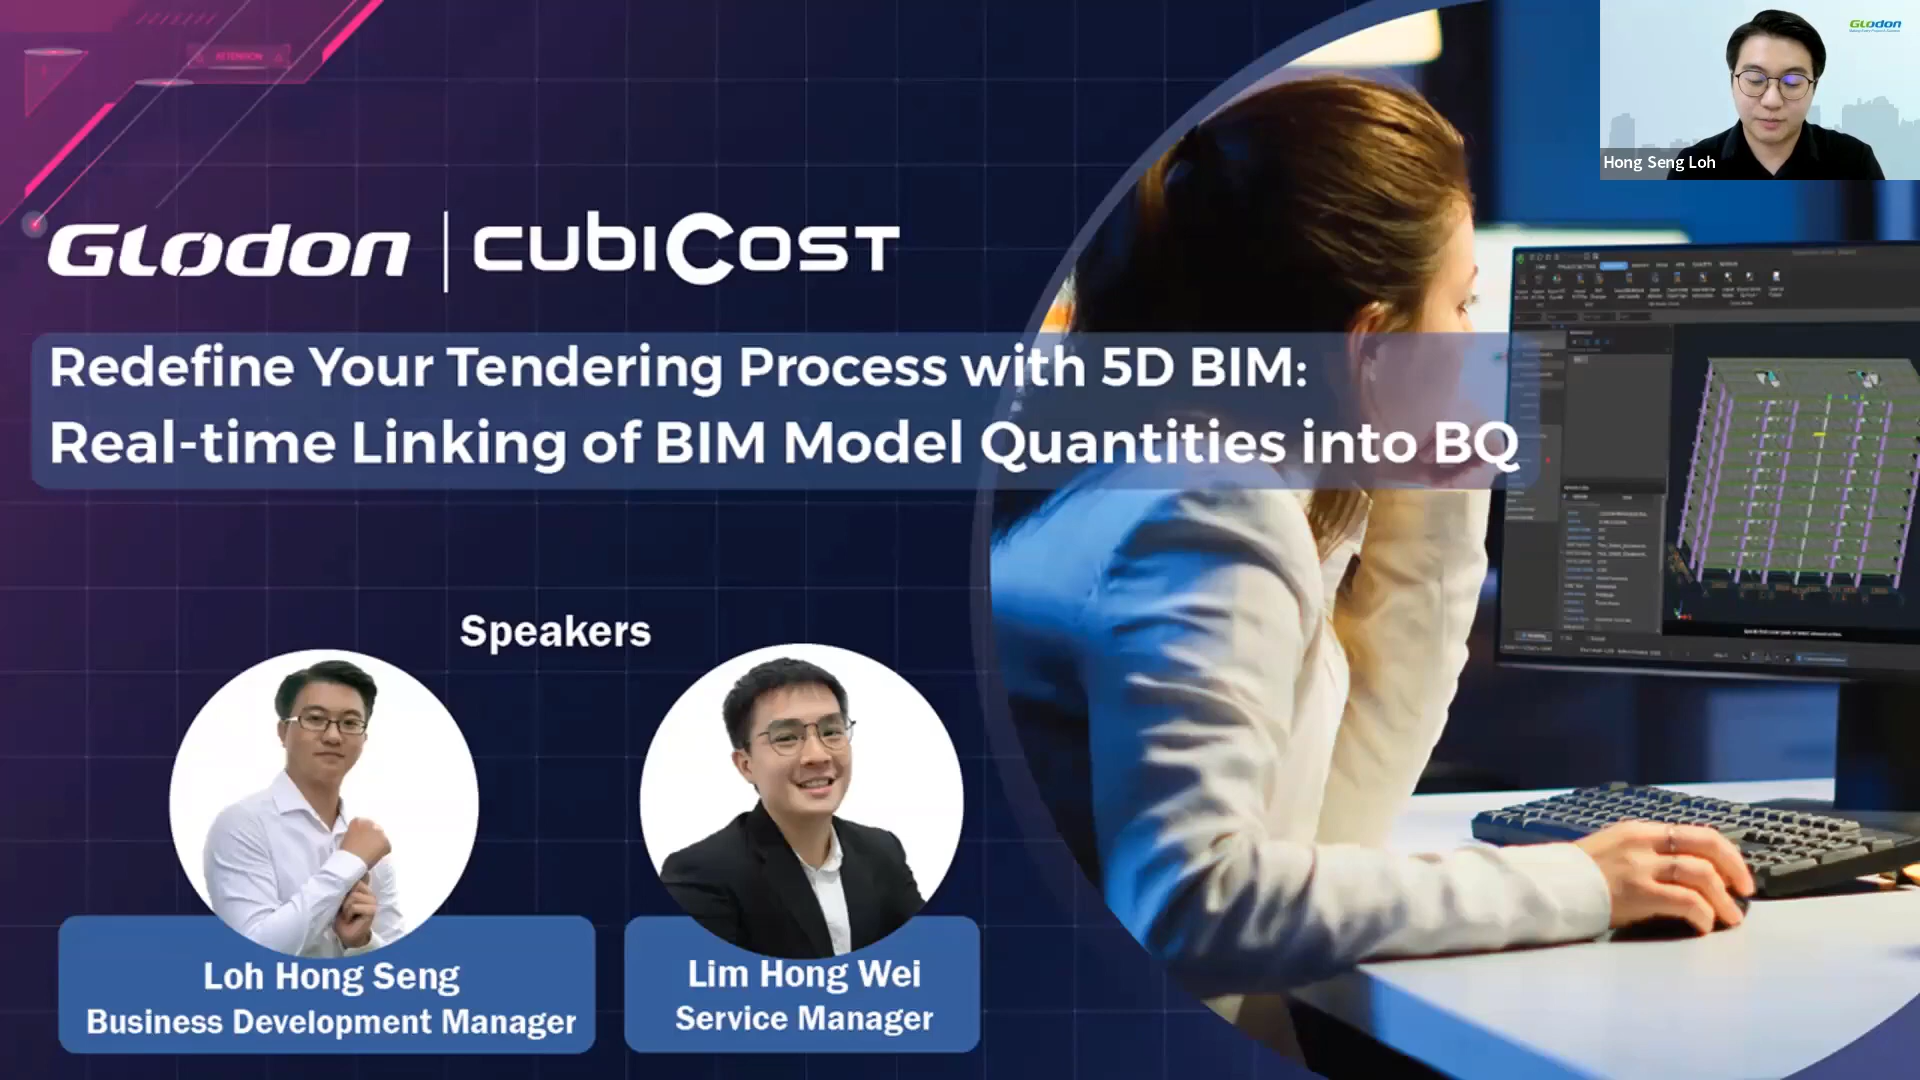 RETENTION
GLODON
Hong Seng Loh
GLODON | CUBICOST
Redefine Your Tendering Process with 5D BIM:
Real-time Linking of BIM Model Quantities into BQ
Speakers
Loh Hong Seng
Business Development Manager
Lim Hong Wei
Service Manager